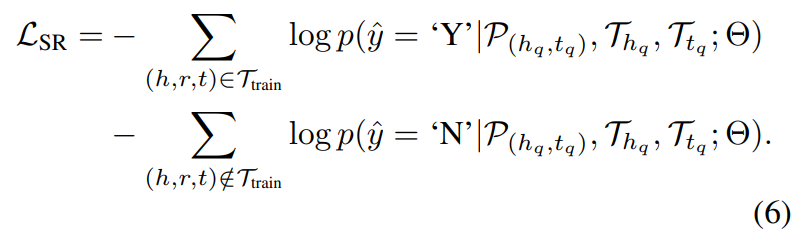 ℒ_SR = − ∑_{(h,r,t)∈𝒯_train} log p(ŷ = ‘Y’|𝒫_{(h_q,t_q)}, 𝒯_{h_q}, 𝒯_{t_q}; Θ)
− ∑_{(h,r,t)∉𝒯_train} log p(ŷ = ‘N’|𝒫_{(h_q,t_q)}, 𝒯_{h_q}, 𝒯_{t_q}; Θ).
(6)